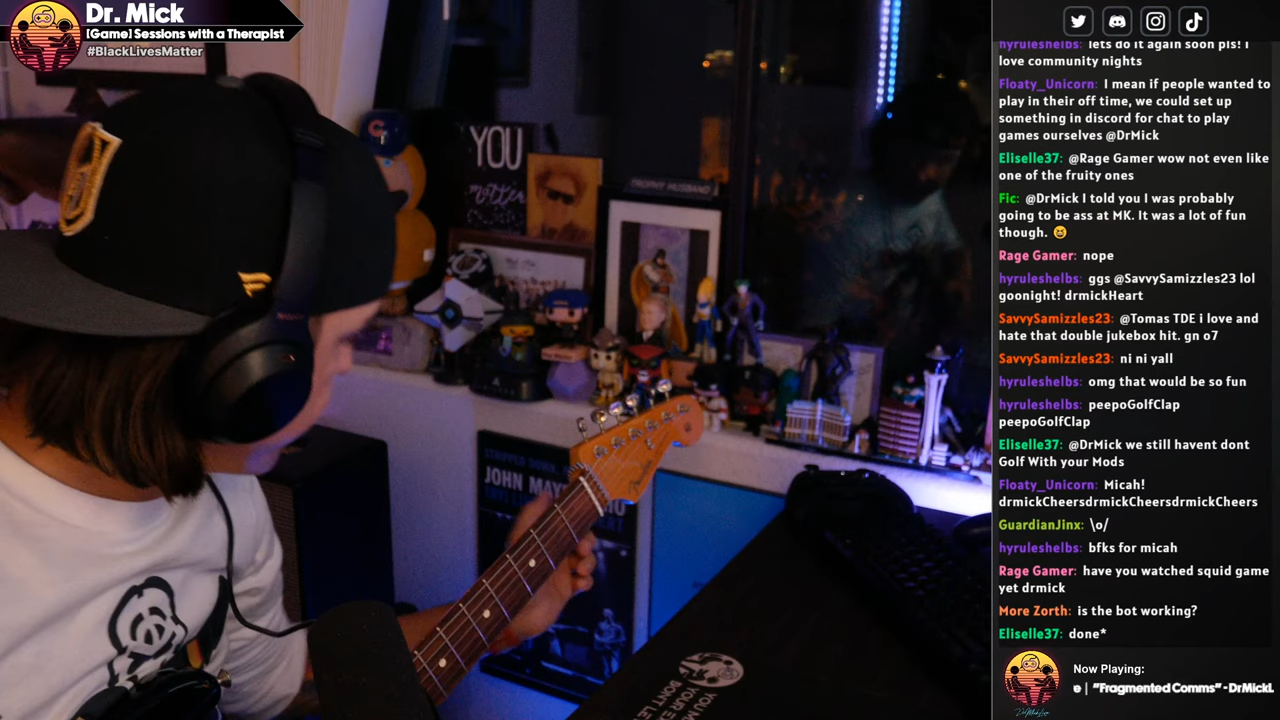 Dr. Mick
[Game] Sessions with a Therapist
#BlackLivesMatter
YOU
matter
TROPHY HUSBAND
JOHN MAY
Fender
hyruleshelbs: lets do it again soon pls! I
love community nights
Floaty_Unicorn: I mean if people wanted to
play in their off time, we could set up
something in discord for chat to play
games ourselves @DrMick
Eliselle37: @Rage Gamer wow not even like
one of the fruity ones
Fic: @DrMick I told you I was probably
going to be ass at MK. It was a lot of fun
though. 😆
Rage Gamer: nope
hyruleshelbs: ggs @SavvySamizzles23 lol
goonight! drmickHeart
SavvySamizzles23: @Tomas TDE i love and
hate that double jukebox hit. gn o7
SavvySamizzles23: ni ni yall
hyruleshelbs: omg that would be so fun
hyruleshelbs: peepoGolfClap
peepoGolfClap
Eliselle37: @DrMick we still havent dont
Golf With your Mods
Floaty_Unicorn: Micah!
drmickCheersdrmickCheersdrmickCheers
GuardianJinx: \o/
hyruleshelbs: bfks for micah
Rage Gamer: have you watched squid game
yet drmick
More Zorth: is the bot working?
Eliselle37: done*
Now Playing:
e | "Fragmented Comms" - DrMickL